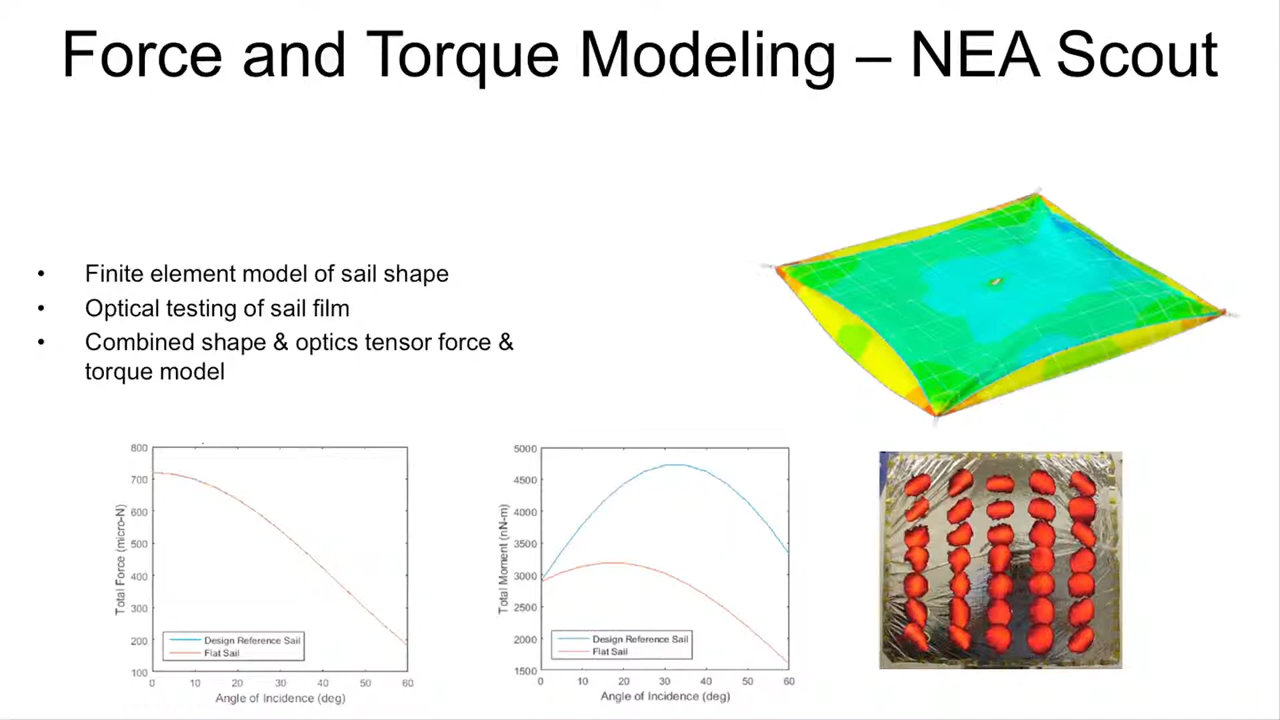 Force and Torque Modeling – NEA Scout
• Finite element model of sail shape
• Optical testing of sail film
• Combined shape & optics tensor force &
torque model
800
700
600
500
400
300
200
100
0 10 20 30 40 50 60
Total Force (micro-N)
Angle of Incidence (deg)
Design Reference Sail
Flat Sail
5000
4500
4000
3500
3000
2500
2000
1500
0 10 20 30 40 50 60
Total Moment (nN-m)
Angle of Incidence (deg)
Design Reference Sail
Flat Sail